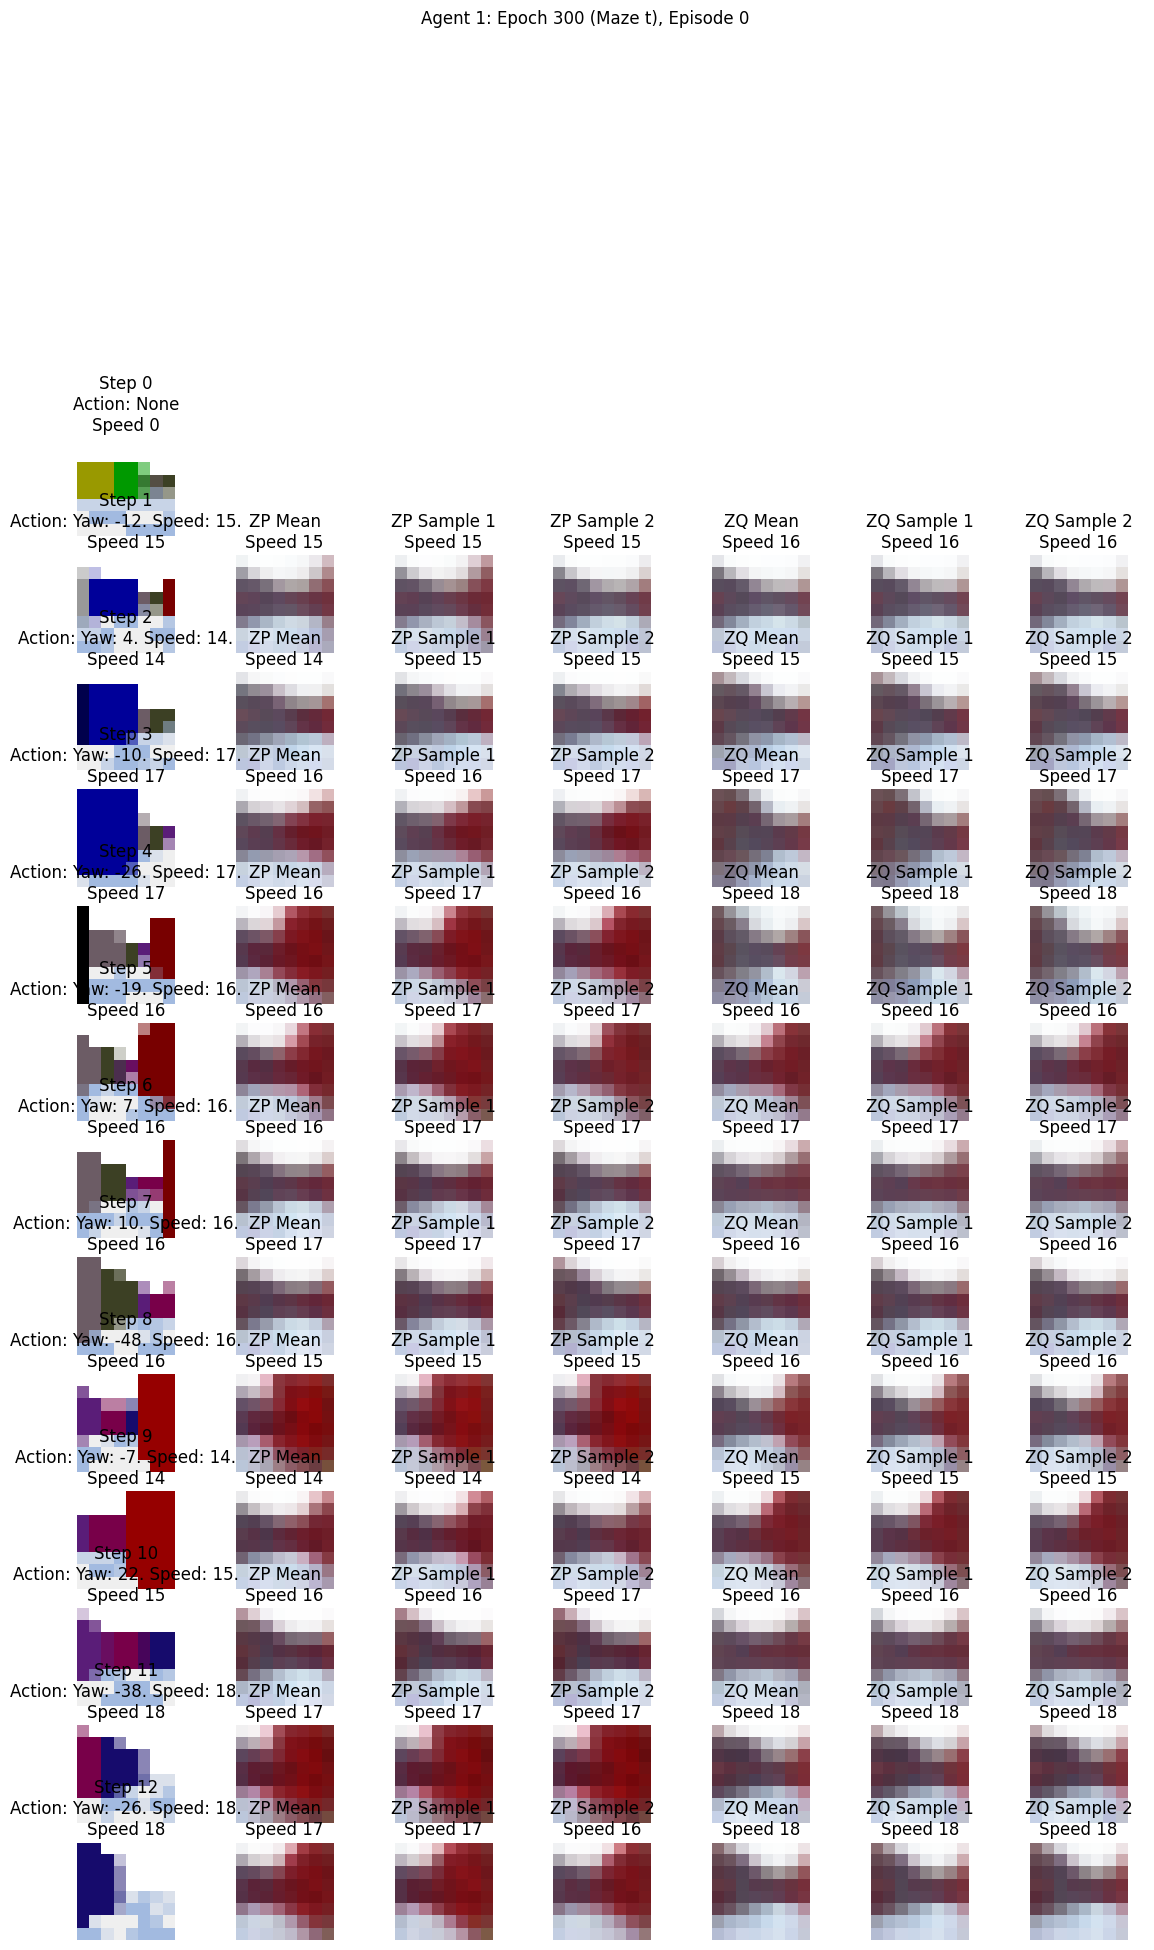 Agent 1: Epoch 300 (Maze t), Episode 0
Step 0
Action: None
Speed 0
Step 1
Action: Yaw: -12. Speed: 15.
Speed 15
ZP Mean
Speed 15
ZP Sample 1
Speed 15
ZP Sample 2
Speed 15
ZQ Mean
Speed 16
ZQ Sample 1
Speed 16
ZQ Sample 2
Speed 16
Step 2
Action: Yaw: 4. Speed: 14.
Speed 14
ZP Mean
Speed 14
ZP Sample 1
Speed 15
ZP Sample 2
Speed 15
ZQ Mean
Speed 15
ZQ Sample 1
Speed 15
ZQ Sample 2
Speed 15
Step 3
Action: Yaw: -10. Speed: 17.
Speed 17
ZP Mean
Speed 16
ZP Sample 1
Speed 16
ZP Sample 2
Speed 17
ZQ Mean
Speed 17
ZQ Sample 1
Speed 17
ZQ Sample 2
Speed 17
Step 4
Action: Yaw: -26. Speed: 17.
Speed 17
ZP Mean
Speed 16
ZP Sample 1
Speed 17
ZP Sample 2
Speed 16
ZQ Mean
Speed 18
ZQ Sample 1
Speed 18
ZQ Sample 2
Speed 18
Step 5
Action: Yaw: -19. Speed: 16.
Speed 16
ZP Mean
Speed 16
ZP Sample 1
Speed 17
ZP Sample 2
Speed 17
ZQ Mean
Speed 16
ZQ Sample 1
Speed 16
ZQ Sample 2
Speed 16
Step 6
Action: Yaw: 7. Speed: 16.
Speed 16
ZP Mean
Speed 16
ZP Sample 1
Speed 17
ZP Sample 2
Speed 17
ZQ Mean
Speed 17
ZQ Sample 1
Speed 17
ZQ Sample 2
Speed 17
Step 7
Action: Yaw: 10. Speed: 16.
Speed 16
ZP Mean
Speed 17
ZP Sample 1
Speed 17
ZP Sample 2
Speed 17
ZQ Mean
Speed 16
ZQ Sample 1
Speed 16
ZQ Sample 2
Speed 16
Step 8
Action: Yaw: -48. Speed: 16.
Speed 16
ZP Mean
Speed 15
ZP Sample 1
Speed 15
ZP Sample 2
Speed 15
ZQ Mean
Speed 16
ZQ Sample 1
Speed 16
ZQ Sample 2
Speed 16
Step 9
Action: Yaw: -7. Speed: 14.
Speed 14
ZP Mean
Speed 14
ZP Sample 1
Speed 14
ZP Sample 2
Speed 14
ZQ Mean
Speed 15
ZQ Sample 1
Speed 15
ZQ Sample 2
Speed 15
Step 10
Action: Yaw: 22. Speed: 15.
Speed 15
ZP Mean
Speed 16
ZP Sample 1
Speed 16
ZP Sample 2
Speed 17
ZQ Mean
Speed 16
ZQ Sample 1
Speed 16
ZQ Sample 2
Speed 16
Step 11
Action: Yaw: -38. Speed: 18.
Speed 18
ZP Mean
Speed 17
ZP Sample 1
Speed 17
ZP Sample 2
Speed 17
ZQ Mean
Speed 18
ZQ Sample 1
Speed 18
ZQ Sample 2
Speed 18
Step 12
Action: Yaw: -26. Speed: 18.
Speed 18
ZP Mean
Speed 17
ZP Sample 1
Speed 17
ZP Sample 2
Speed 16
ZQ Mean
Speed 18
ZQ Sample 1
Speed 18
ZQ Sample 2
Speed 18